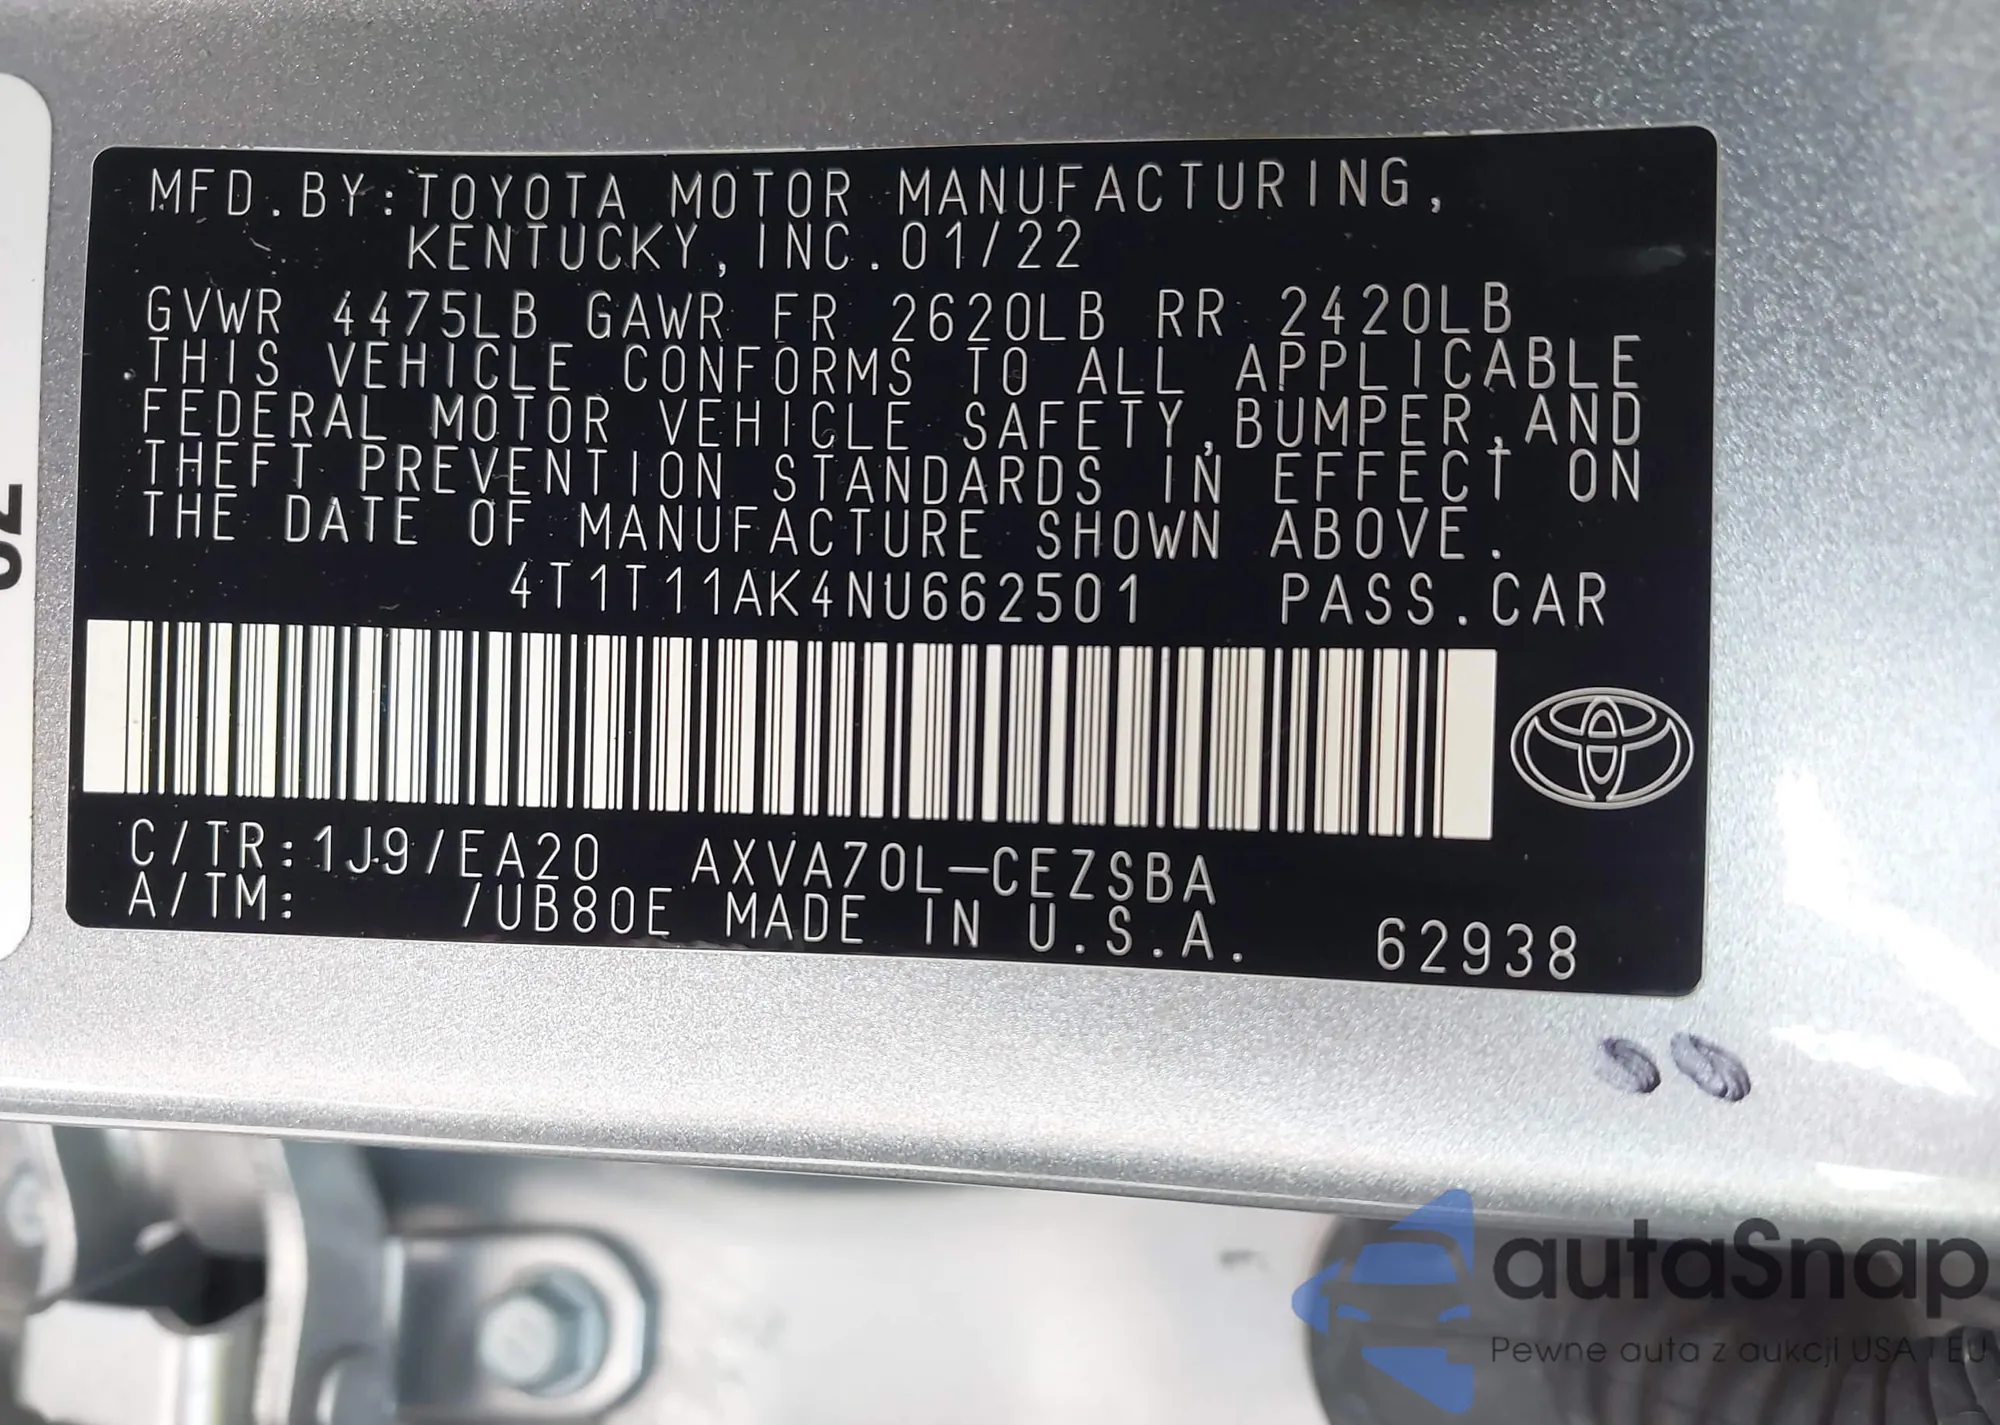 MFD.BY:TOYOTA MOTOR MANUFACTURING,
KENTUCKY,INC.01/22
GVWR 4475LB GAWR FR 2620LB RR 2420LB
THIS VEHICLE CONFORMS TO ALL APPLICABLE
FEDERAL MOTOR VEHICLE SAFETY,BUMPER,AND
THEFT PREVENTION STANDARDS IN EFFECT ON
THE DATE OF MANUFACTURE SHOWN ABOVE.
4T1T11AK4NU662501 PASS.CAR
C/TR:1J9/EA20 AXVA70L-CEZSBA
A/TM: /UB80E MADE IN U.S.A. 62938
autaSnap
Pewne auta z aukcji USA i EU